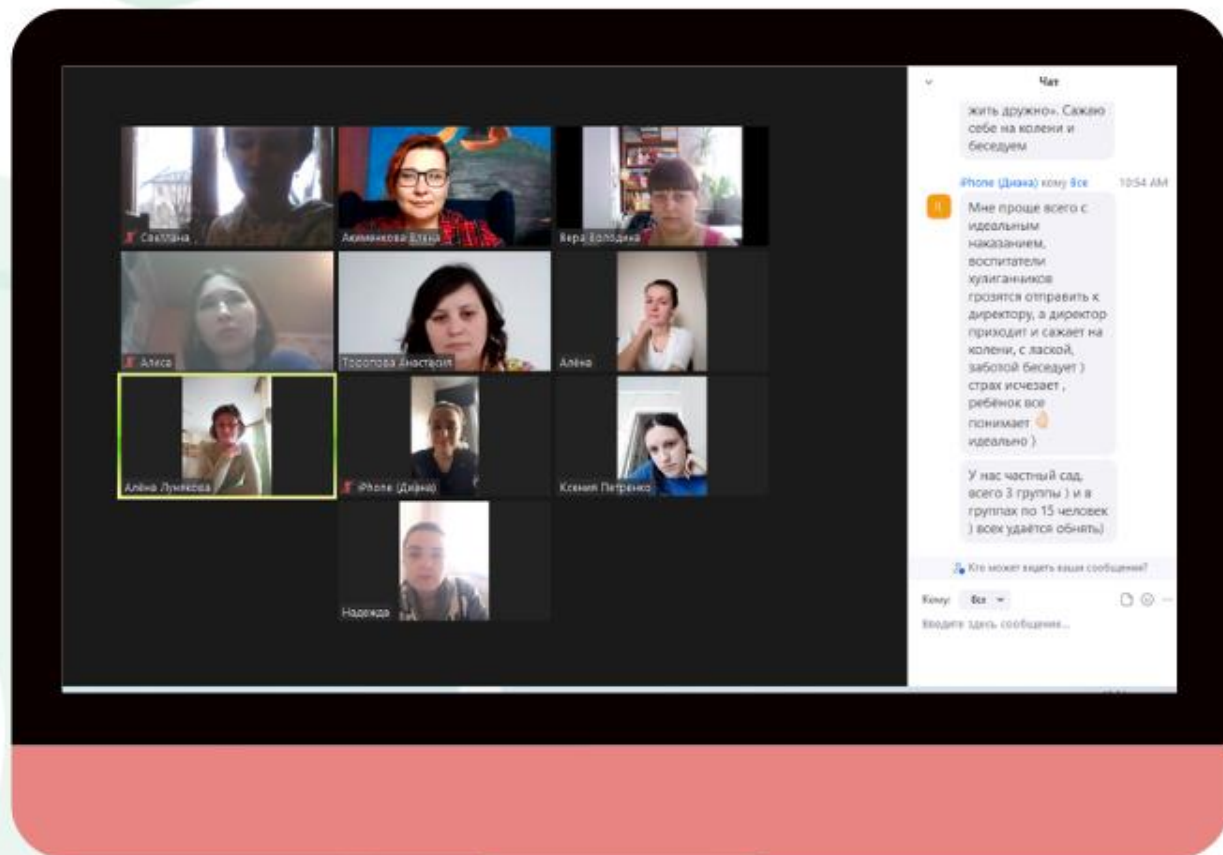 Светлана
Акименкова Елена
Вера Володина
Алиса
Торопова Анастасия
Алёна
Алёна Лунякова
iPhone (Диана)
Ксения Петренко
Надежда
Чат
жить дружно». Сажаю
себе на колени и
беседуем
iPhone (Диана) кому Все 10:54 AM
Мне проще всего с
идеальным
наказанием,
воспитатели
хулиганчиков
грозятся отправить к
директору, а директор
приходит и сажает на
колени, с лаской,
заботой беседует )
страх исчезает ,
ребёнок все
понимает 👌🏻
идеально )
У нас частный сад,
всего 3 группы ) и в
группах по 15 человек
) всех удаётся обнять)
Кто может видеть ваши сообщения?
Кому: Все
Введите здесь сообщение...